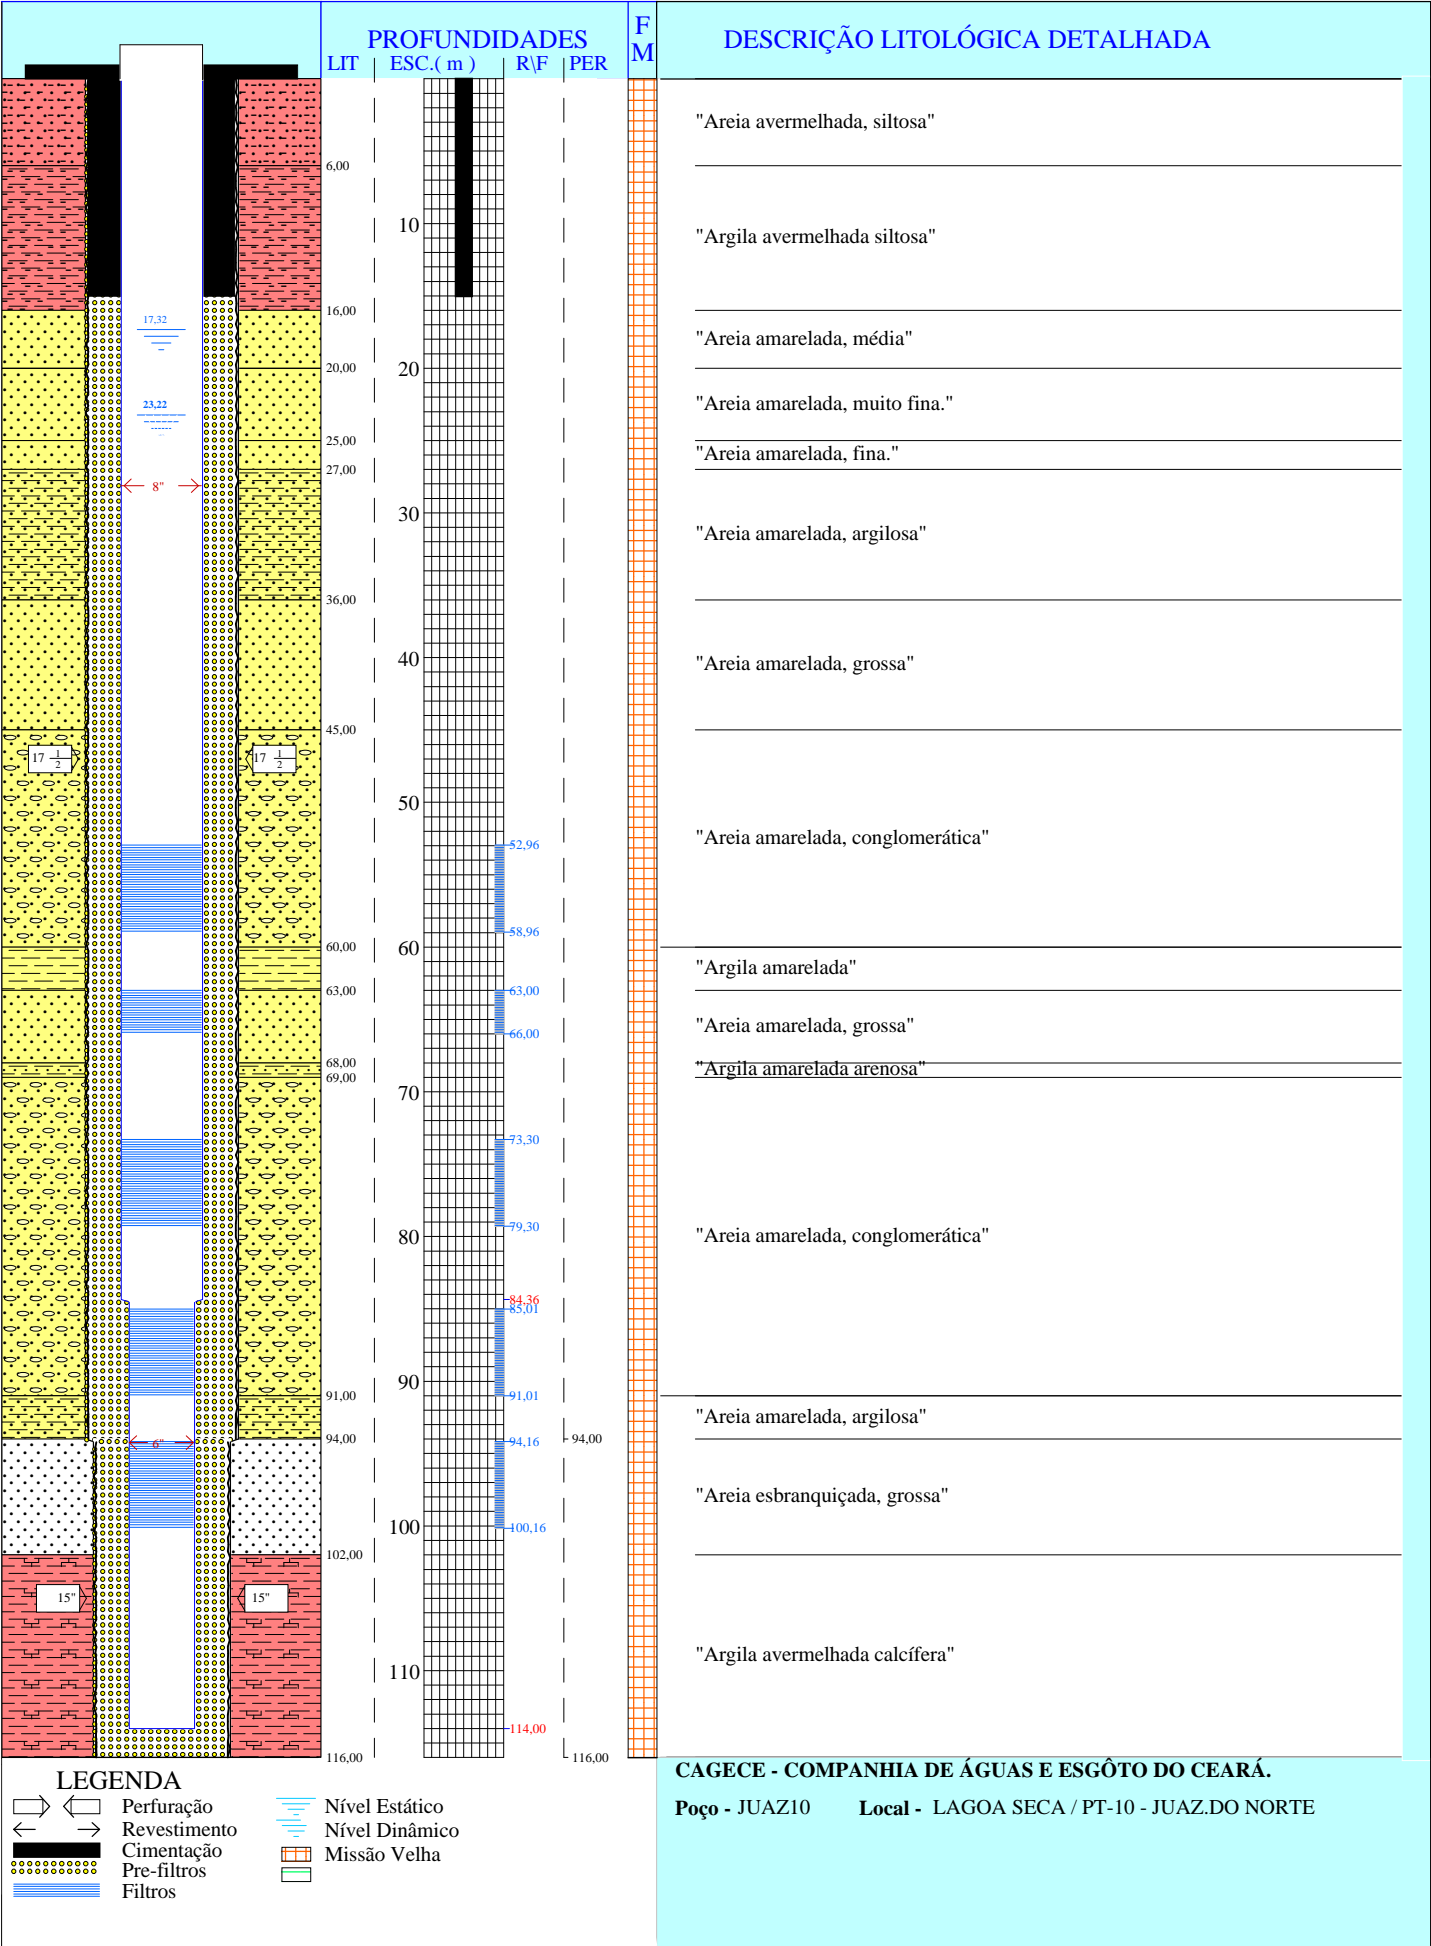 PROFUNDIDADES
F
M
DESCRIÇÃO LITOLÓGICA DETALHADA
LIT
ESC.( m )
R\F
PER
"Areia avermelhada, siltosa"
6,00
10
"Argila avermelhada siltosa"
16,00
17,32
"Areia amarelada, média"
20,00
20
23,22
"Areia amarelada, muito fina."
25,00
"Areia amarelada, fina."
27,00
8"
30
"Areia amarelada, argilosa"
36,00
40
"Areia amarelada, grossa"
45,00
17 1/2
17 1/2
50
"Areia amarelada, conglomerática"
52,96
58,96
60,00
60
"Argila amarelada"
63,00
63,00
"Areia amarelada, grossa"
66,00
68,00
"Argila amarelada arenosa"
69,00
70
73,30
79,30
80
"Areia amarelada, conglomerática"
84,36
85,01
90
91,00
91,01
"Areia amarelada, argilosa"
94,00
94,00
6"
94,16
"Areia esbranquiçada, grossa"
100
100,16
102,00
15"
15"
"Argila avermelhada calcífera"
110
114,00
116,00
116,00
CAGECE - COMPANHIA DE ÁGUAS E ESGÔTO DO CEARÁ.
Poço - JUAZ10 Local - LAGOA SECA / PT-10 - JUAZ.DO NORTE
LEGENDA
Perfuração
Revestimento
Cimentação
Pre-filtros
Filtros
Nível Estático
Nível Dinâmico
Missão Velha